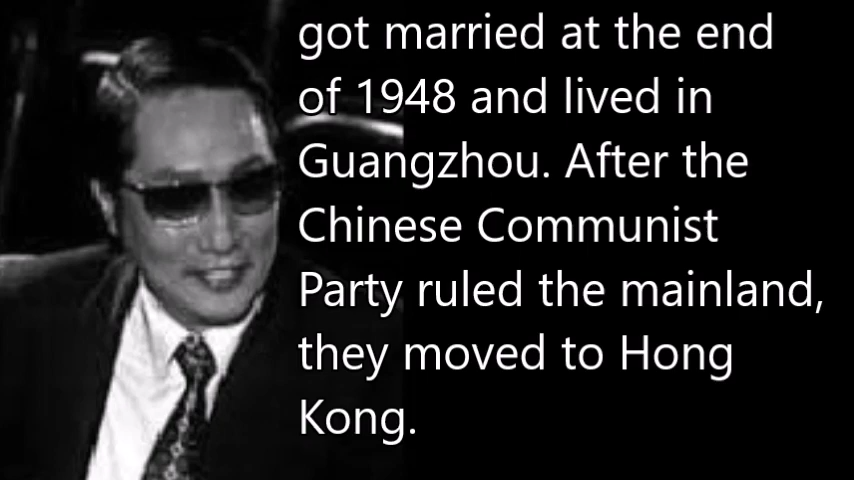 got married at the end
of 1948 and lived in
Guangzhou. After the
Chinese Communist
Party ruled the mainland,
they moved to Hong
Kong.